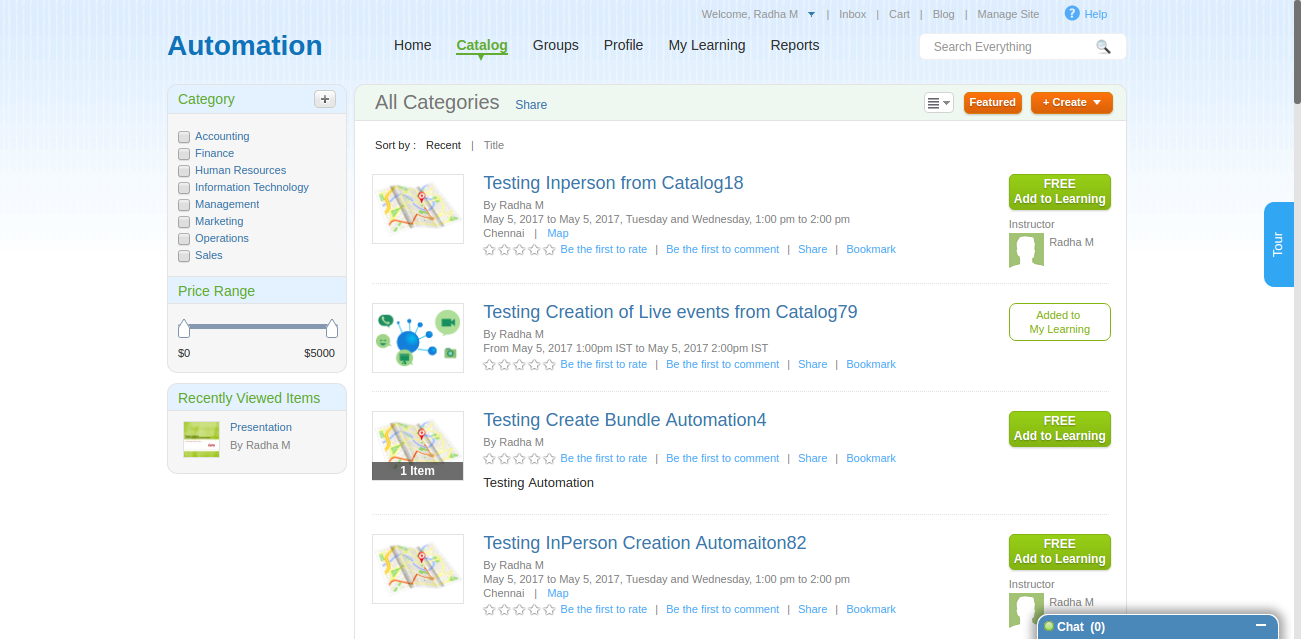 Welcome, Radha M | Inbox | Cart | Blog | Manage Site ? Help
Automation
Home Catalog Groups Profile My Learning Reports
Search Everything
Category +
Accounting
Finance
Human Resources
Information Technology
Management
Marketing
Operations
Sales
Price Range
$0 $5000
Recently Viewed Items
Presentation
By Radha M
All Categories Share
Featured
+ Create
Sort by : Recent | Title
Testing Inperson from Catalog18
By Radha M
May 5, 2017 to May 5, 2017, Tuesday and Wednesday, 1:00 pm to 2:00 pm
Chennai | Map
Be the first to rate | Be the first to comment | Share | Bookmark
FREE
Add to Learning
Instructor
Radha M
Testing Creation of Live events from Catalog79
By Radha M
From May 5, 2017 1:00pm IST to May 5, 2017 2:00pm IST
Be the first to rate | Be the first to comment | Share | Bookmark
Added to
My Learning
Testing Create Bundle Automation4
By Radha M
Be the first to rate | Be the first to comment | Share | Bookmark
1 Item
Testing Automation
FREE
Add to Learning
Testing InPerson Creation Automaiton82
By Radha M
May 5, 2017 to May 5, 2017, Tuesday and Wednesday, 1:00 pm to 2:00 pm
Chennai | Map
Be the first to rate | Be the first to comment | Share | Bookmark
FREE
Add to Learning
Instructor
Radha M
Tour
Chat (0)